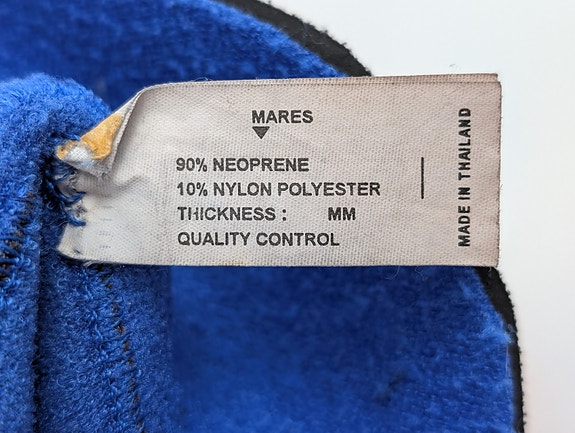 MARES
90% NEOPRENE
10% NYLON POLYESTER
THICKNESS : MM
QUALITY CONTROL
MADE IN THAILAND